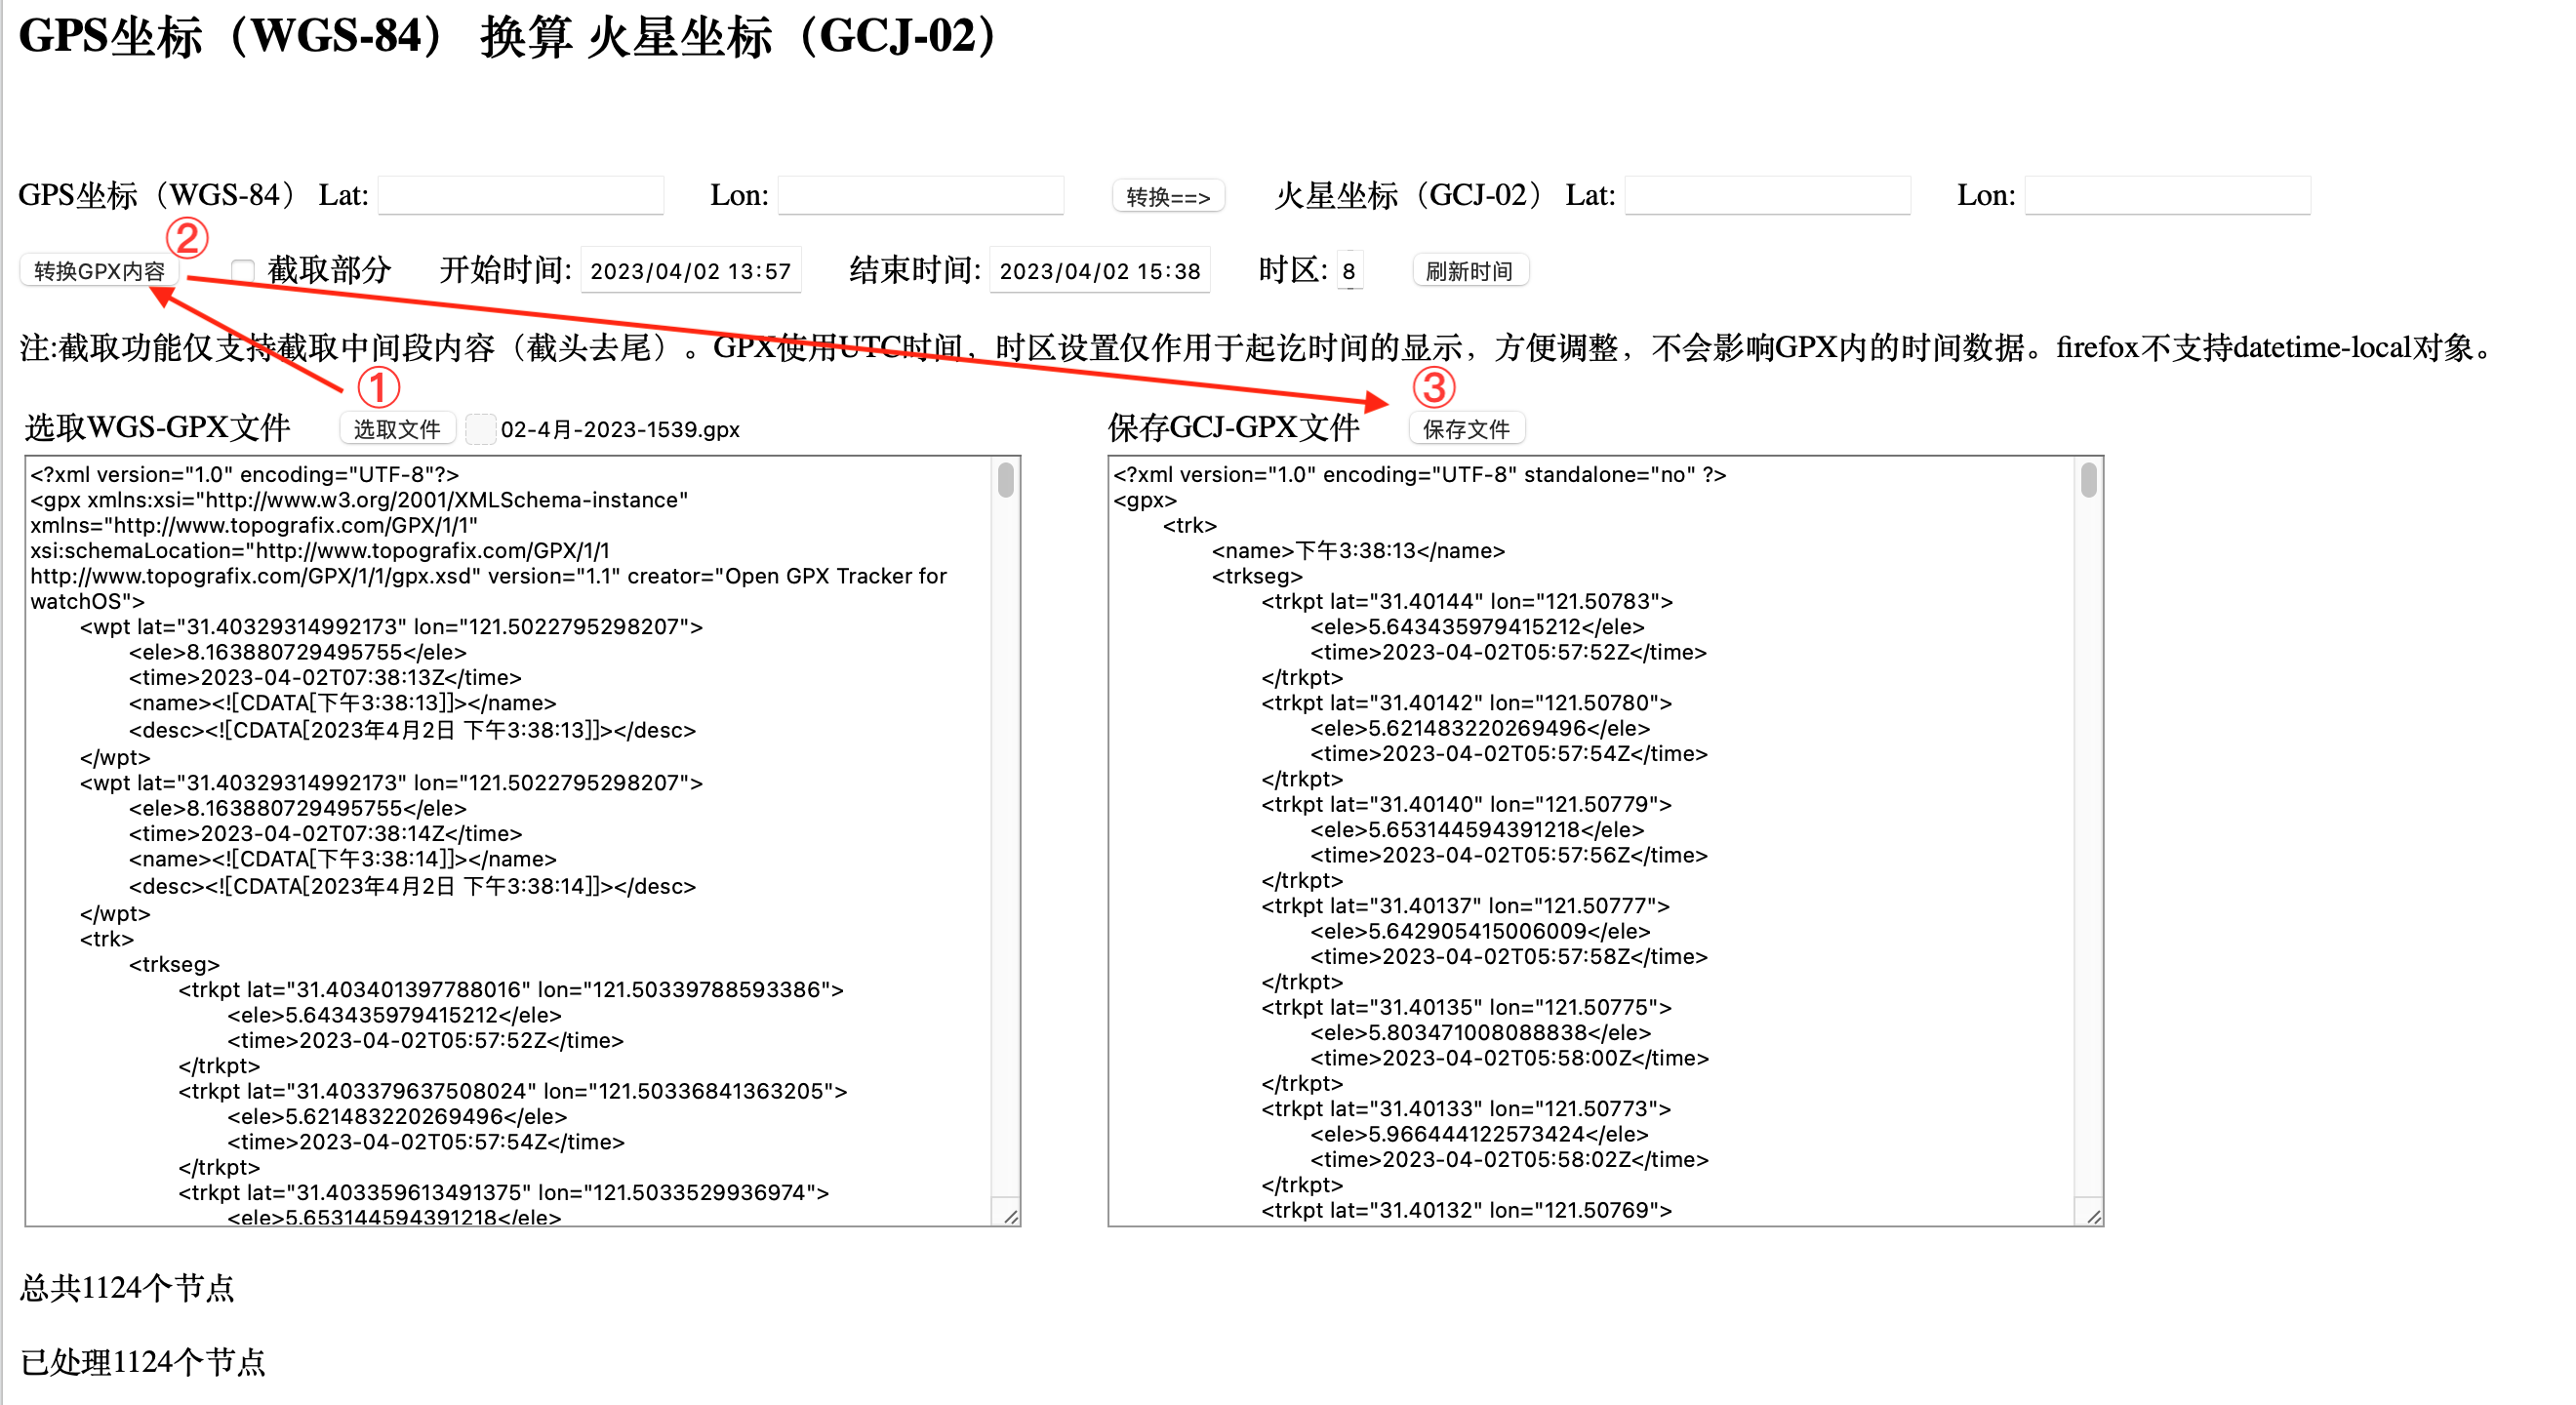 GPS坐标（WGS-84） 换算 火星坐标（GCJ-02）
GPS坐标（WGS-84） Lat: Lon: 转换==> 火星坐标（GCJ-02） Lat: Lon:
②
转换GPX内容 截取部分 开始时间: 2023/04/02 13:57 结束时间: 2023/04/02 15:38 时区: 8 刷新时间
注:截取功能仅支持截取中间段内容（截头去尾）。GPX使用UTC时间，时区设置仅作用于起讫时间的显示，方便调整，不会影响GPX内的时间数据。firefox不支持datetime-local对象。
① ③
选取WGS-GPX文件 选取文件 02-4月-2023-1539.gpx
<?xml version="1.0" encoding="UTF-8"?>
<gpx xmlns:xsi="http://www.w3.org/2001/XMLSchema-instance"
xmlns="http://www.topografix.com/GPX/1/1"
xsi:schemaLocation="http://www.topografix.com/GPX/1/1
http://www.topografix.com/GPX/1/1/gpx.xsd" version="1.1" creator="Open GPX Tracker for
watchOS">
<wpt lat="31.40329314992173" lon="121.5022795298207">
<ele>8.163880729495755</ele>
<time>2023-04-02T07:38:13Z</time>
<name><![CDATA[下午3:38:13]]></name>
<desc><![CDATA[2023年4月2日 下午3:38:13]]></desc>
</wpt>
<wpt lat="31.40329314992173" lon="121.5022795298207">
<ele>8.163880729495755</ele>
<time>2023-04-02T07:38:14Z</time>
<name><![CDATA[下午3:38:14]]></name>
<desc><![CDATA[2023年4月2日 下午3:38:14]]></desc>
</wpt>
<trk>
<trkseg>
<trkpt lat="31.403401397788016" lon="121.50339788593386">
<ele>5.643435979415212</ele>
<time>2023-04-02T05:57:52Z</time>
</trkpt>
<trkpt lat="31.403379637508024" lon="121.50336841363205">
<ele>5.621483220269496</ele>
<time>2023-04-02T05:57:54Z</time>
</trkpt>
<trkpt lat="31.403359613491375" lon="121.5033529936974">
<ele>5.653144594391218</ele>
保存GCJ-GPX文件 保存文件
<?xml version="1.0" encoding="UTF-8" standalone="no" ?>
<gpx>
<trk>
<name>下午3:38:13</name>
<trkseg>
<trkpt lat="31.40144" lon="121.50783">
<ele>5.643435979415212</ele>
<time>2023-04-02T05:57:52Z</time>
</trkpt>
<trkpt lat="31.40142" lon="121.50780">
<ele>5.621483220269496</ele>
<time>2023-04-02T05:57:54Z</time>
</trkpt>
<trkpt lat="31.40140" lon="121.50779">
<ele>5.653144594391218</ele>
<time>2023-04-02T05:57:56Z</time>
</trkpt>
<trkpt lat="31.40137" lon="121.50777">
<ele>5.642905415006009</ele>
<time>2023-04-02T05:57:58Z</time>
</trkpt>
<trkpt lat="31.40135" lon="121.50775">
<ele>5.803471008088838</ele>
<time>2023-04-02T05:58:00Z</time>
</trkpt>
<trkpt lat="31.40133" lon="121.50773">
<ele>5.966444122573424</ele>
<time>2023-04-02T05:58:02Z</time>
</trkpt>
<trkpt lat="31.40132" lon="121.50769">
总共1124个节点
已处理1124个节点